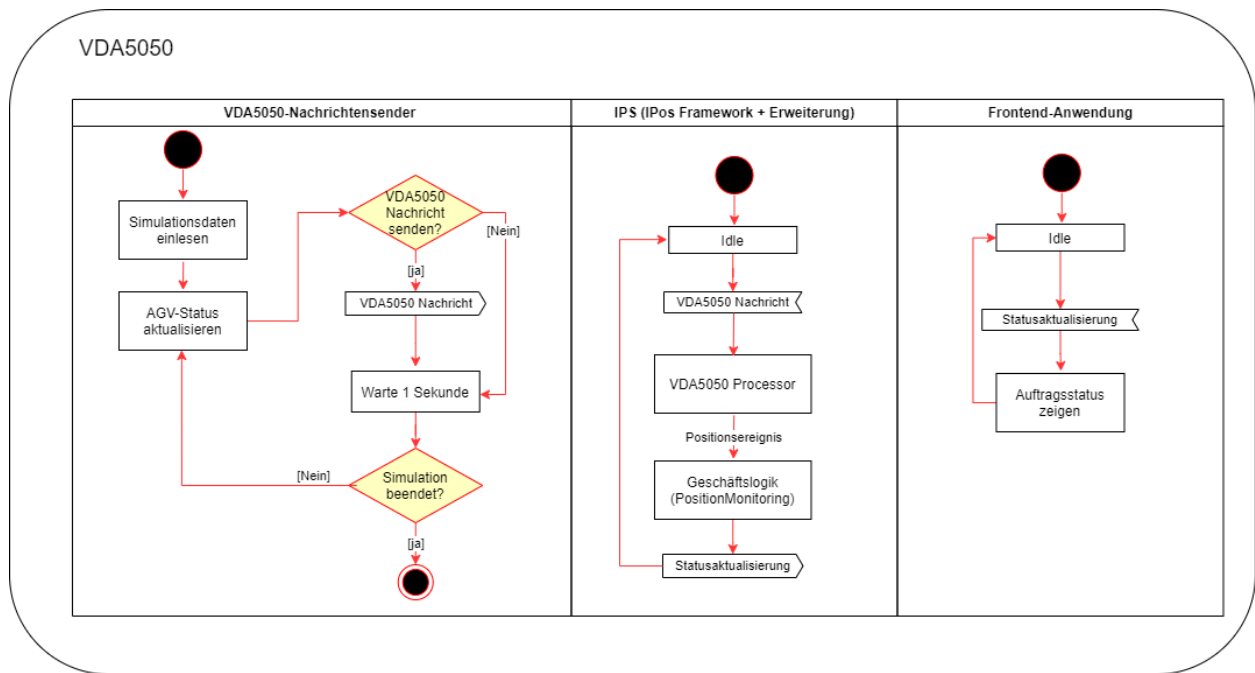 VDA5050
VDA5050-Nachrichtensender
Simulationsdaten
einlesen
AGV-Status
aktualisieren
VDA5050
Nachricht
senden?
[Nein]
[ja]
VDA5050 Nachricht
Warte 1 Sekunde
Simulation
beendet?
[Nein]
[ja]
IPS (IPos Framework + Erweiterung)
Idle
VDA5050 Nachricht
VDA5050 Processor
Positionsereignis
Geschäftslogik
(PositionMonitoring)
Statusaktualisierung
Frontend-Anwendung
Idle
Statusaktualisierung
Auftragsstatus
zeigen